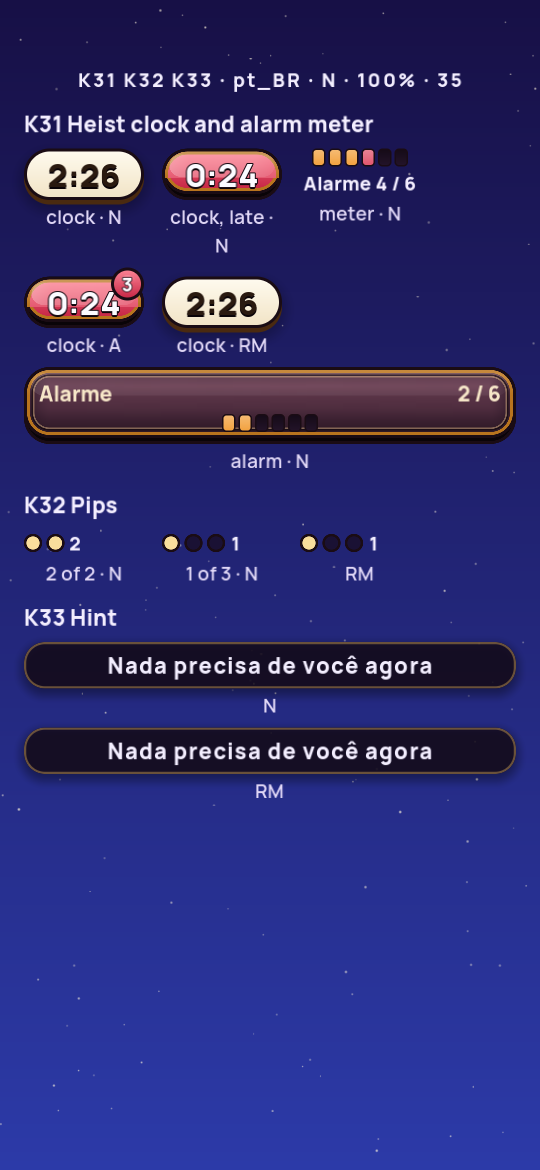 K31 K32 K33 · pt_BR · N · 100% · 35
K31 Heist clock and alarm meter
2:26
0:24
Alarme 4 / 6
clock · N
clock, late · N
meter · N
0:24
3
2:26
clock · A
clock · RM
Alarme 2 / 6
alarm · N
K32 Pips
2
1
1
2 of 2 · N
1 of 3 · N
RM
K33 Hint
Nada precisa de você agora
N
Nada precisa de você agora
RM